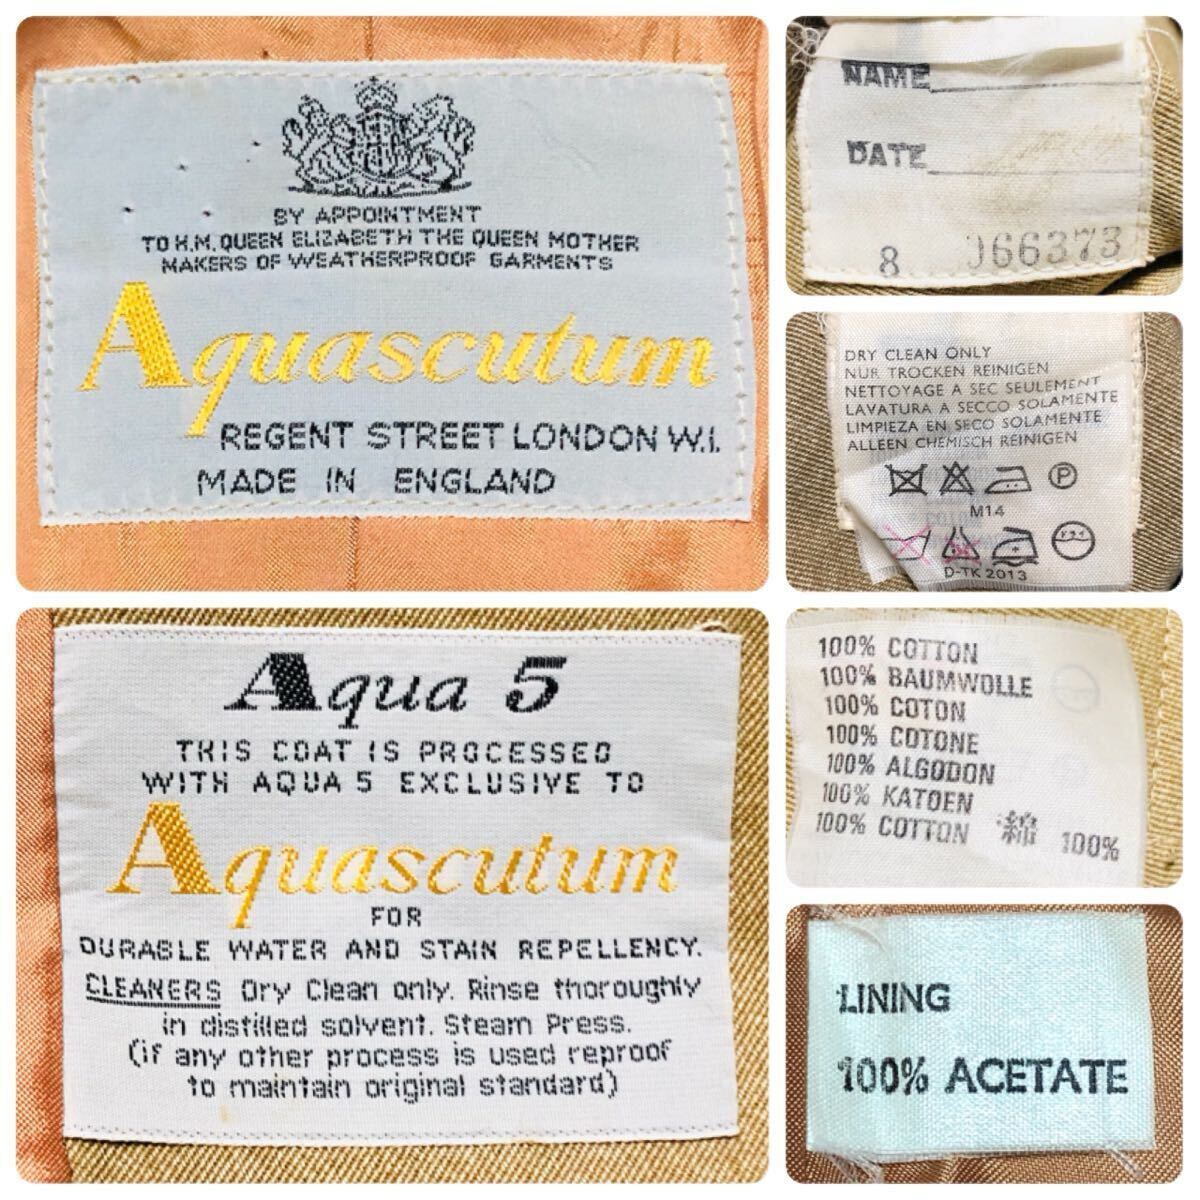 BY APPOINTMENT
TO H.M. QUEEN ELIZABETH THE QUEEN MOTHER
MAKERS OF WEATHERPROOF GARMENTS
Aquascutum
REGENT STREET LONDON W.1.
MADE IN ENGLAND
NAME
DATE
8 066373
DRY CLEAN ONLY
NUR TROCKEN REINIGEN
NETTOYAGE A SEC SEULEMENT
LAVATURA A SECCO SOLAMENTE
LIMPIEZA EN SECO SOLAMENTE
ALLEEN CHEMISCH REINIGEN
P
M14
ドライ
D-TK 2013
Aqua 5
THIS COAT IS PROCESSED
WITH AQUA 5 EXCLUSIVE TO
Aquascutum
FOR
DURABLE WATER AND STAIN REPELLENCY.
CLEANERS Dry Clean only. Rinse thoroughly
in distilled solvent. Steam Press.
(if any other process is used reproof
to maintain original standard)
100% COTTON
100% BAUMWOLLE
100% COTON
100% COTONE
100% ALGODON
100% KATOEN
100% COTTON 綿 100%
LINING
100% ACETATE